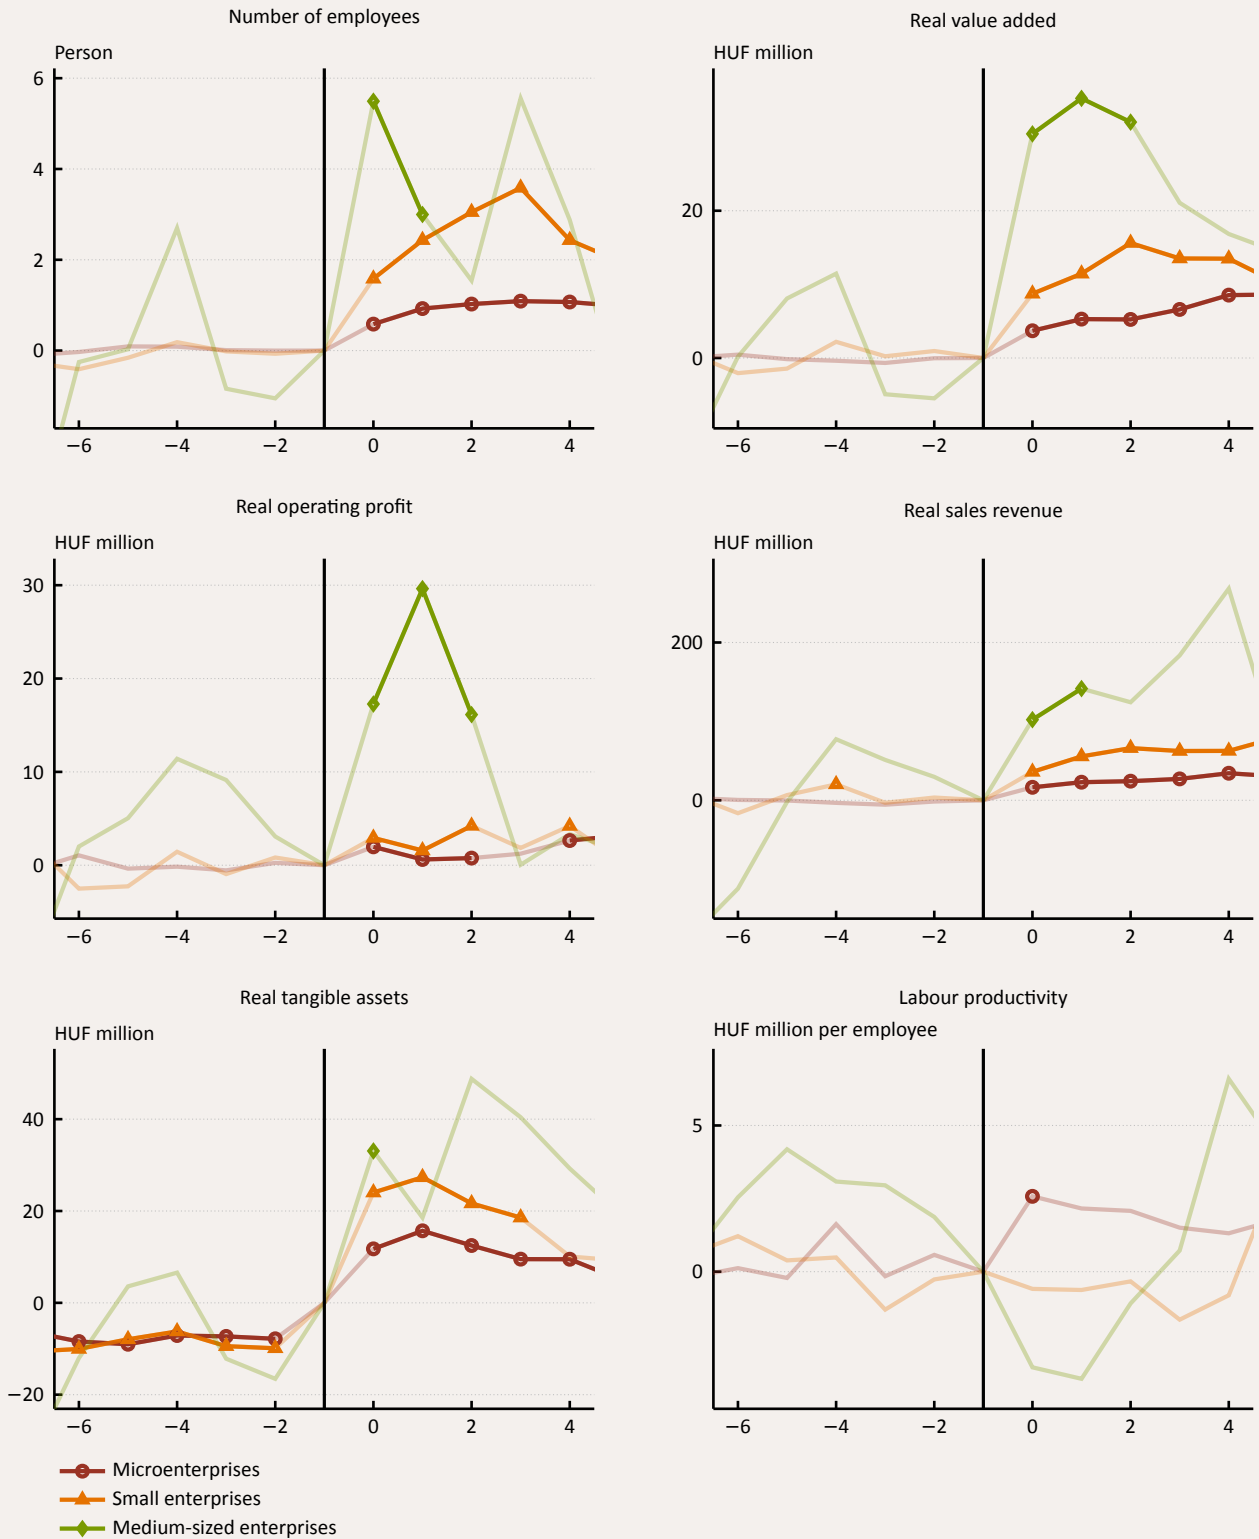 Number of employees
Person
6
4
2
0
−6 −4 −2 0 2 4
Real value added
HUF million
20
0
−6 −4 −2 0 2 4
Real operating profit
HUF million
30
20
10
0
−6 −4 −2 0 2 4
Real sales revenue
HUF million
200
0
−6 −4 −2 0 2 4
Real tangible assets
HUF million
40
20
0
−20
−6 −4 −2 0 2 4
Labour productivity
HUF million per employee
5
0
−6 −4 −2 0 2 4
Microenterprises
Small enterprises
Medium-sized enterprises